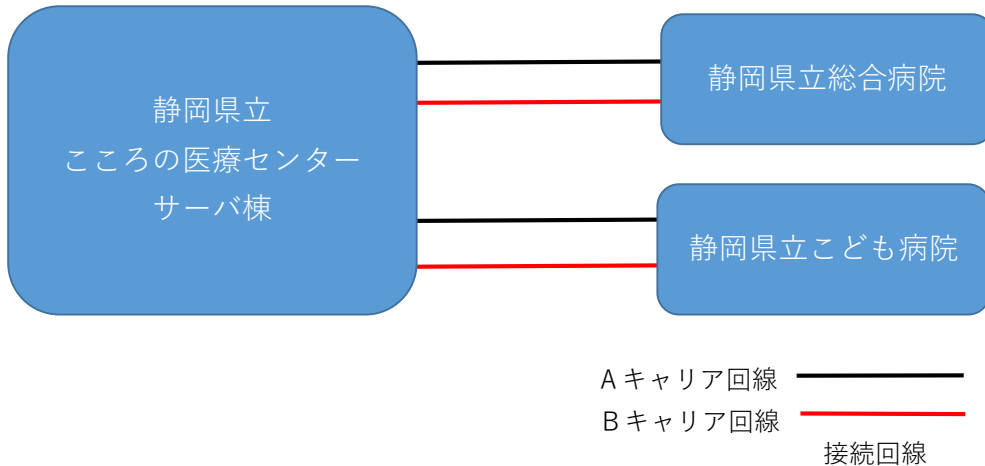 静岡県立
こころの医療センター
サーバ棟
静岡県立総合病院
静岡県立こども病院
Aキャリア回線
Bキャリア回線
接続回線